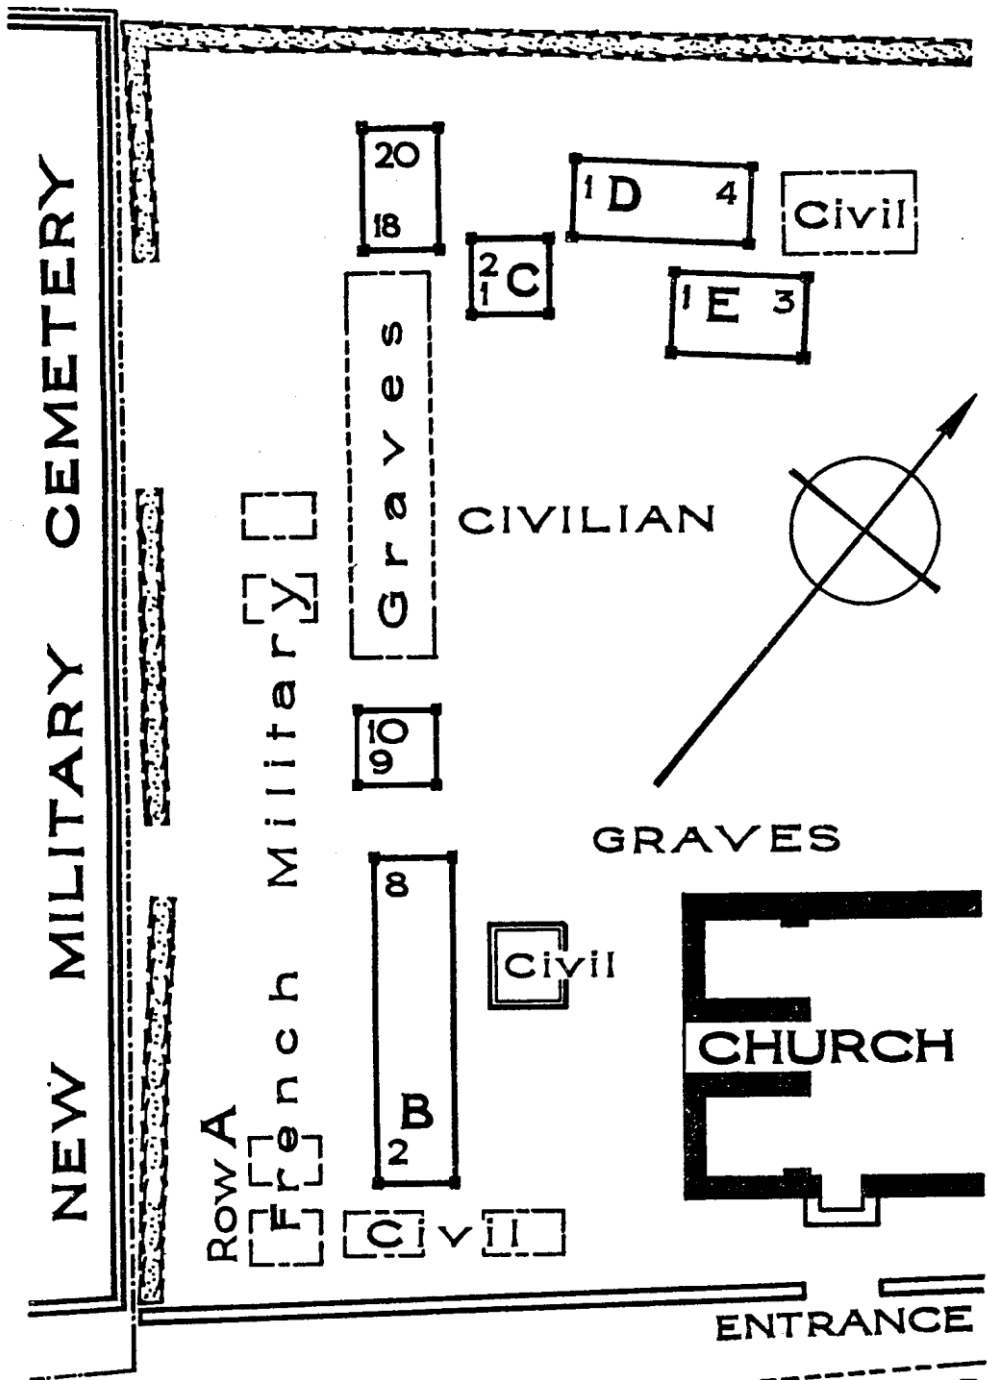 NEW MILITARY CEMETERY
20
18
2
1 C
1 D 4
Civil
1 E 3
Graves
CIVILIAN
GRAVES
French Military
10
9
8
B
2
Civil
CHURCH
Row A
Civil
ENTRANCE